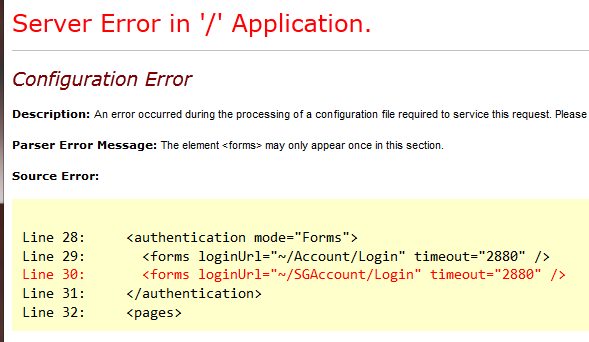 Server Error in '/' Application.
Configuration Error
Description: An error occurred during the processing of a configuration file required to service this request. Please
Parser Error Message: The element <forms> may only appear once in this section.
Source Error:
Line 28:     <authentication mode="Forms">
Line 29:       <forms loginUrl="~/Account/Login" timeout="2880" />
Line 30:       <forms loginUrl="~/SGAccount/Login" timeout="2880" />
Line 31:     </authentication>
Line 32:     <pages>